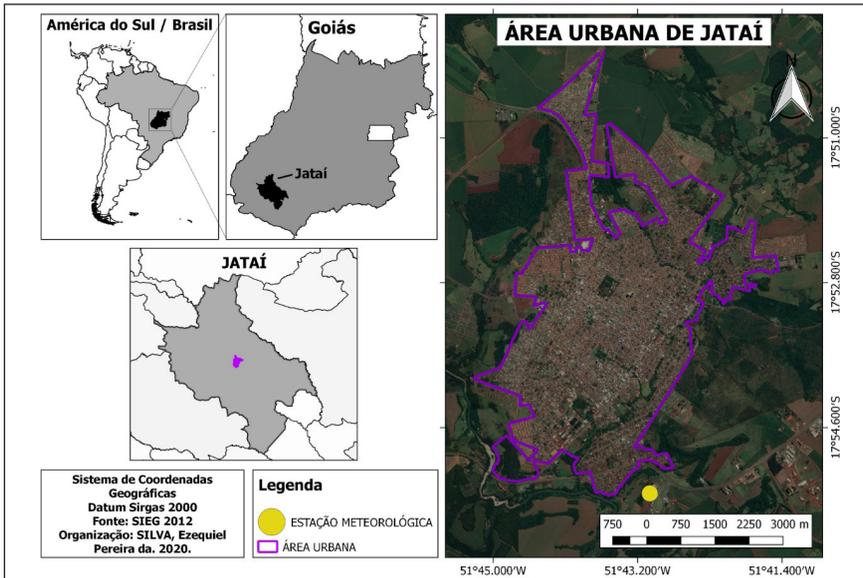 América do Sul / Brasil
Goiás
Jataí
JATAÍ
Sistema de Coordenadas
Geográficas
Datum Sirgas 2000
Fonte: SIEG 2012
Organização: SILVA, Ezequiel
Pereira da. 2020.
Legenda
ESTAÇÃO METEOROLÓGICA
ÁREA URBANA
ÁREA URBANA DE JATAÍ
N
17°51.000'S
17°52.800'S
17°54.600'S
750 0 750 1500 2250 3000 m
51°45.000'W 51°43.200'W 51°41.400'W